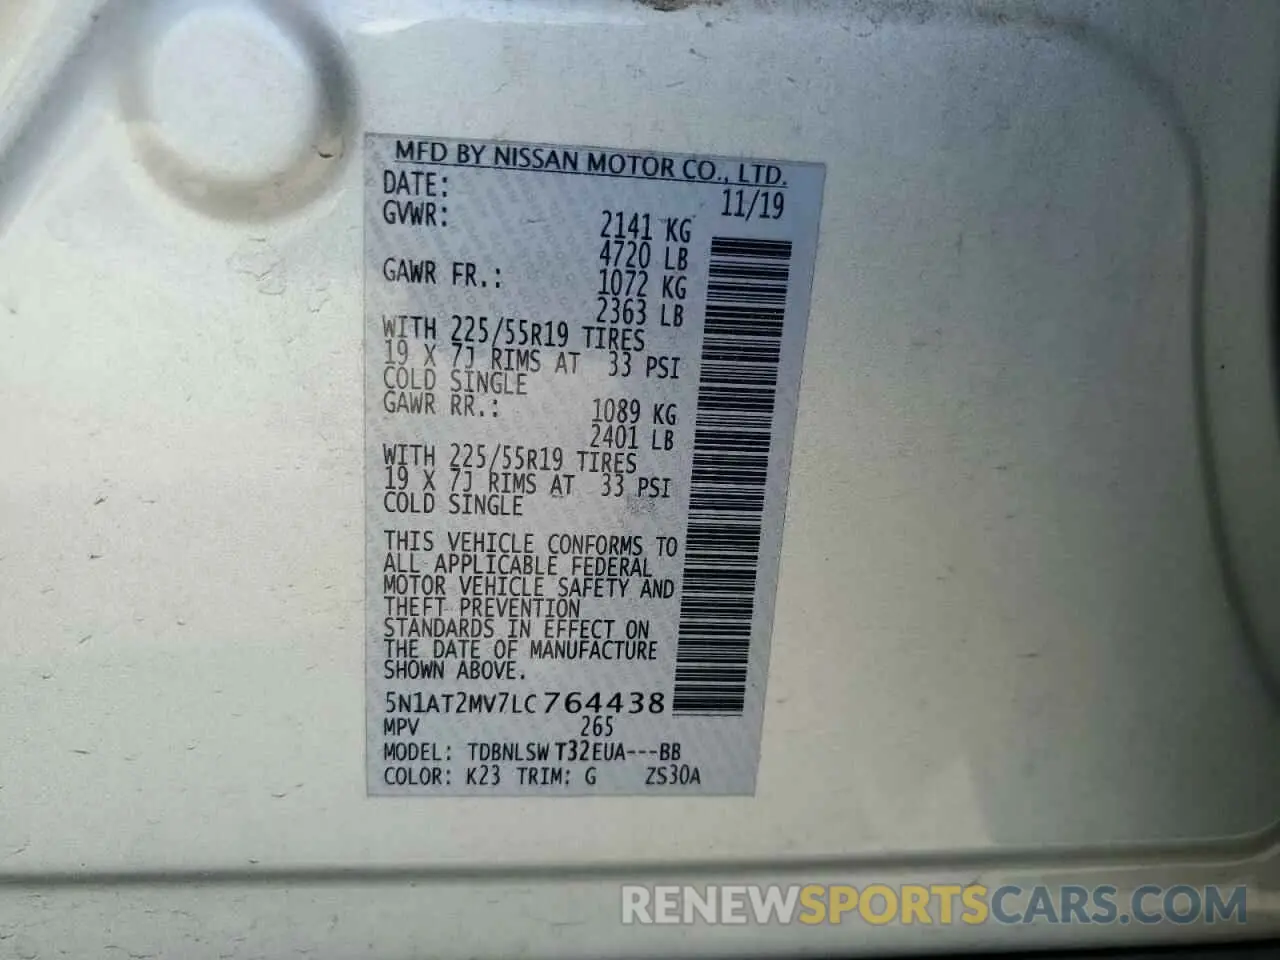 MFD BY NISSAN MOTOR CO., LTD.
DATE: 11/19
GVWR: 2141 KG
4720 LB
GAWR FR.: 1072 KG
2363 LB
WITH 225/55R19 TIRES
19 X 7J RIMS AT 33 PSI
COLD SINGLE
GAWR RR.: 1089 KG
2401 LB
WITH 225/55R19 TIRES
19 X 7J RIMS AT 33 PSI
COLD SINGLE
THIS VEHICLE CONFORMS TO
ALL APPLICABLE FEDERAL
MOTOR VEHICLE SAFETY AND
THEFT PREVENTION
STANDARDS IN EFFECT ON
THE DATE OF MANUFACTURE
SHOWN ABOVE.
5N1AT2MV7LC764438
MPV 265
MODEL: TDBNLSW T32EUA---BB
COLOR: K23 TRIM: G ZS30A
RENEWSPORTSCARS.COM